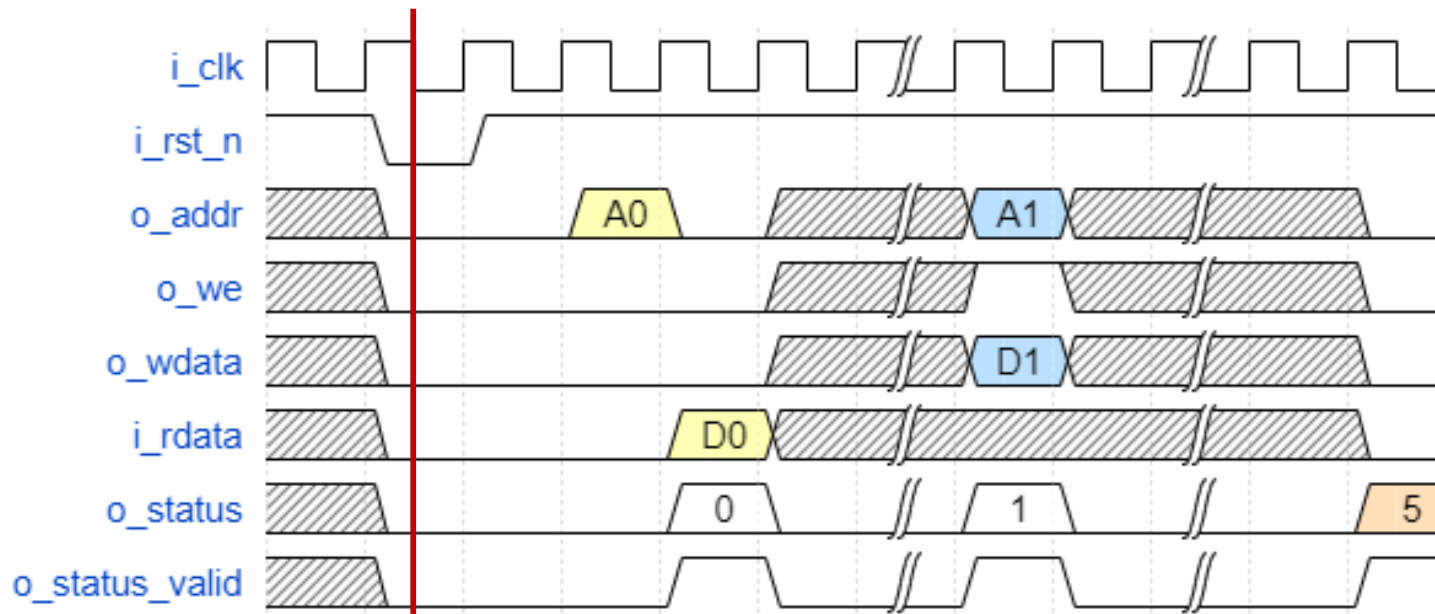 i_clk
i_rst_n
o_addr A0 A1
o_we
o_wdata D1
i_rdata D0
o_status 0 1 5
o_status_valid